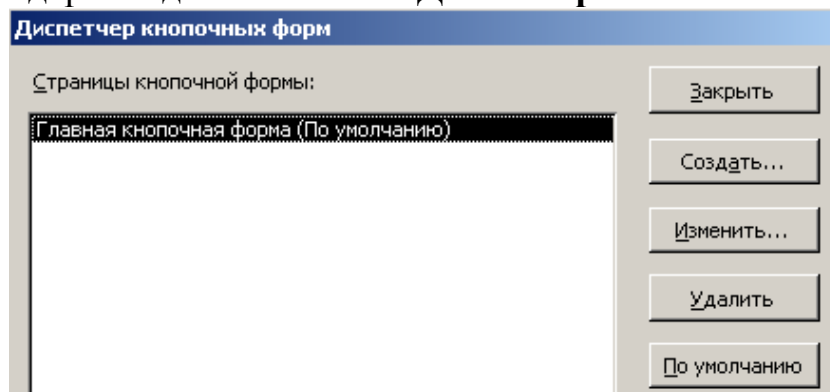 Диспетчер кнопочных форм
Страницы кнопочной формы:
Закрыть
Главная кнопочная форма (По умолчанию)
Создать...
Изменить...
Удалить
По умолчанию